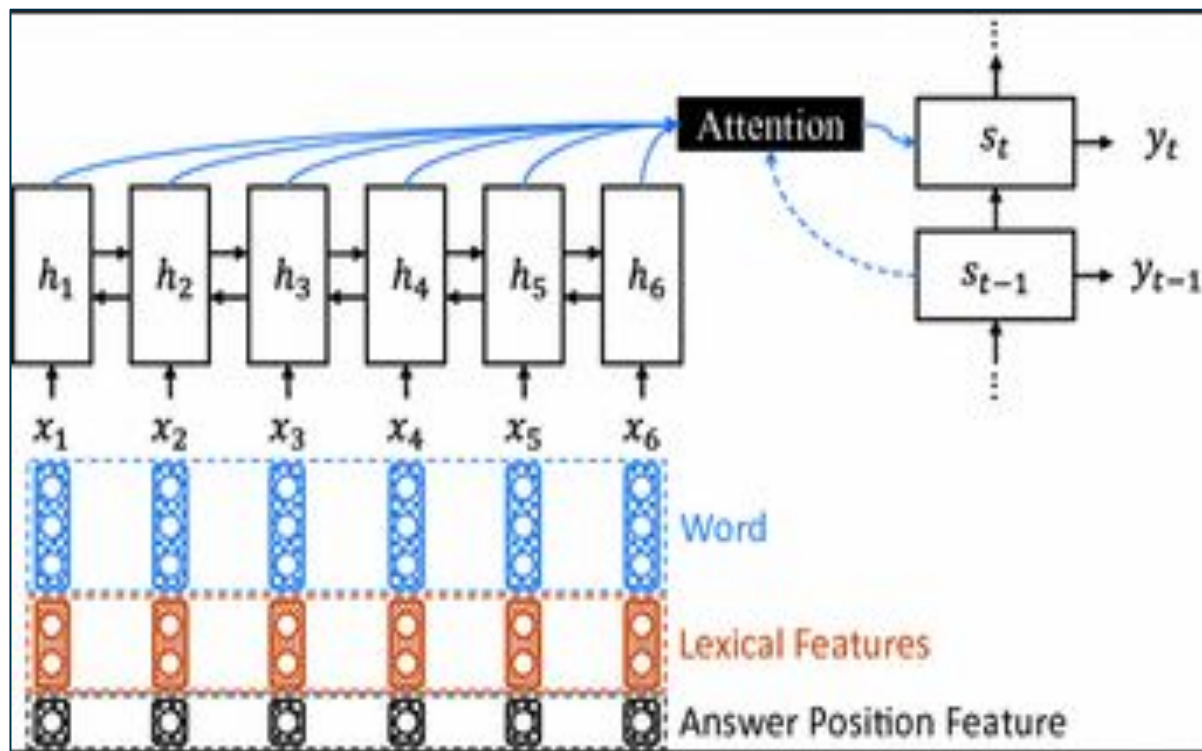 Attention
s_t
y_t
h_1 h_2 h_3 h_4 h_5 h_6
s_{t-1}
y_{t-1}
x_1 x_2 x_3 x_4 x_5 x_6
Word
Lexical Features
Answer Position Feature